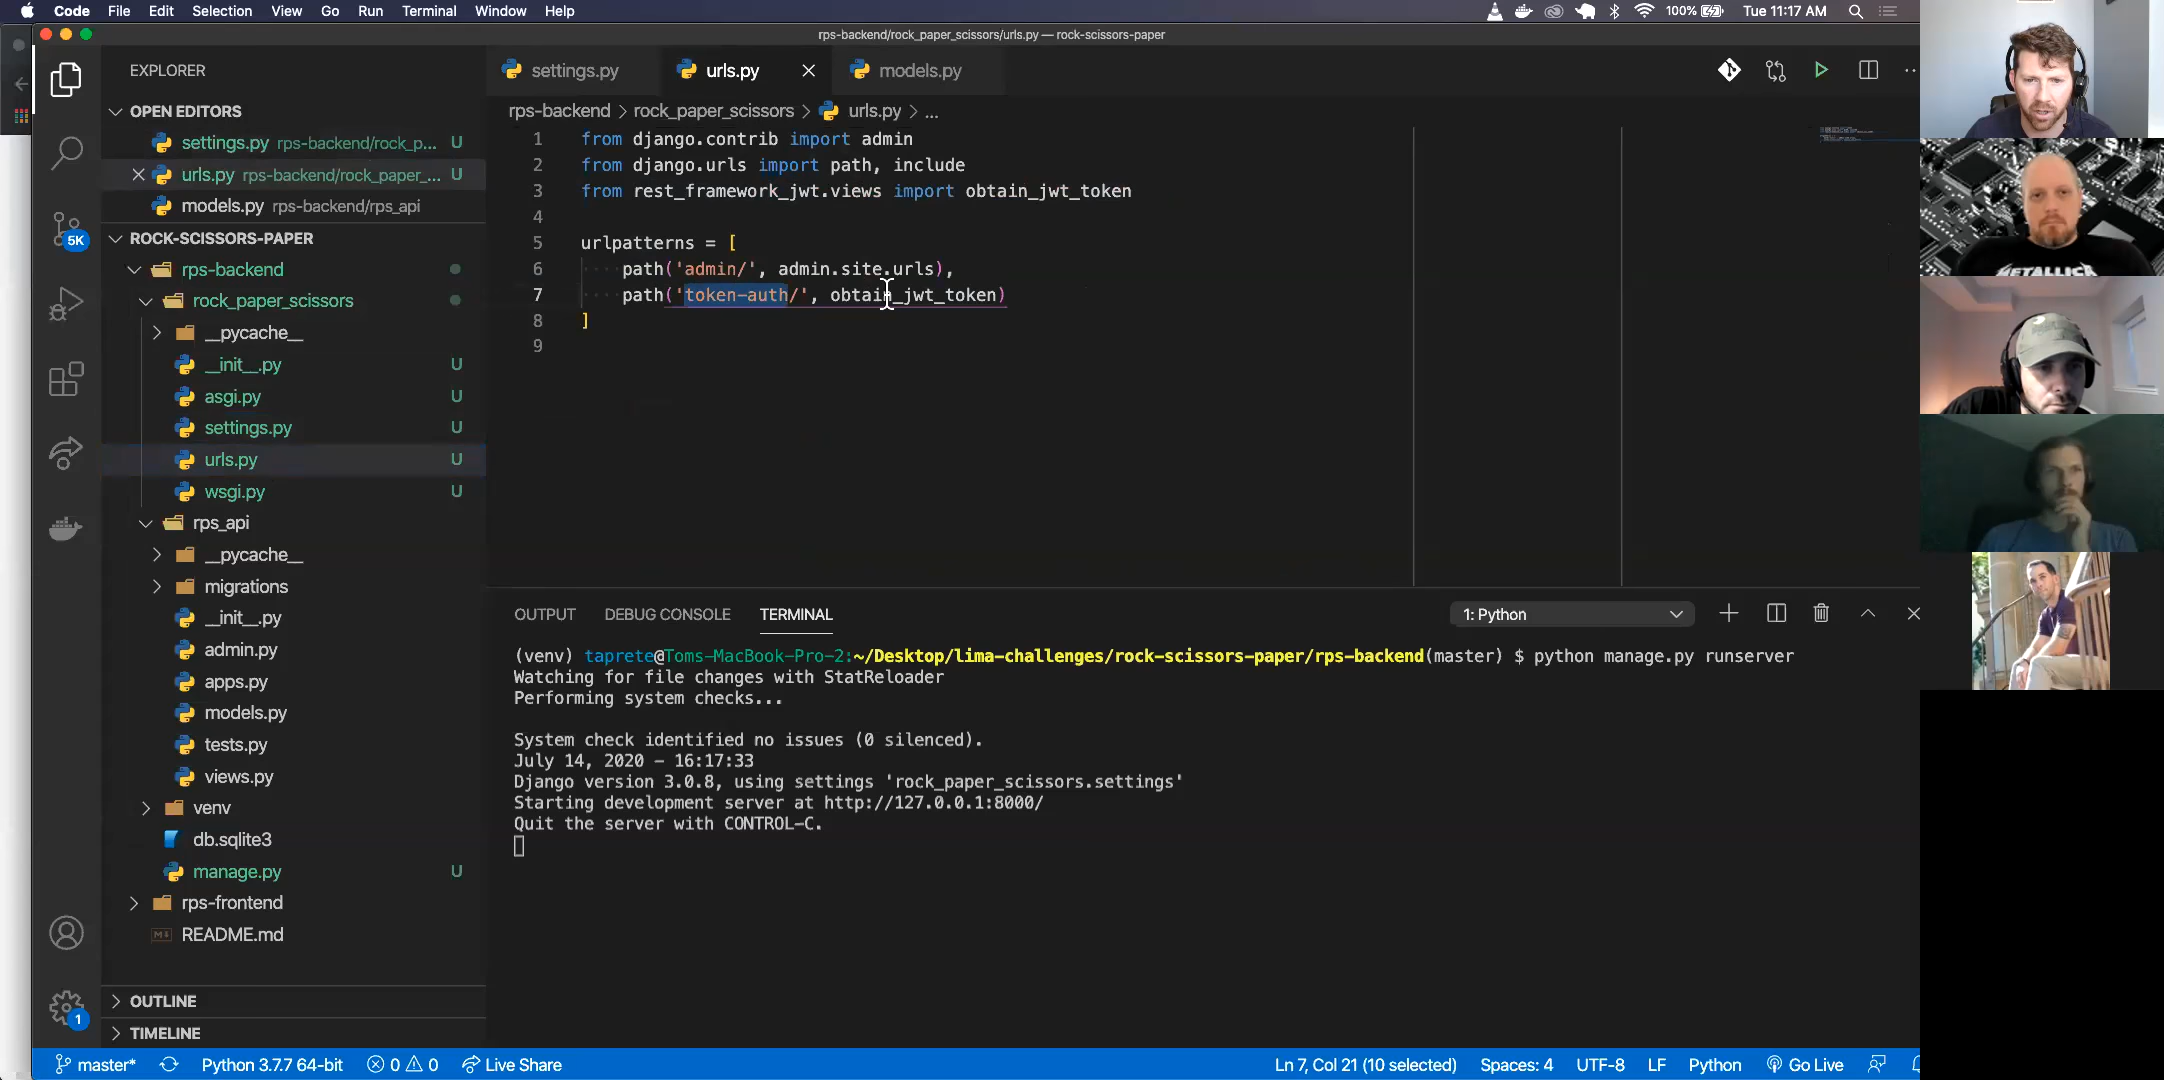 Code File Edit Selection View Go Run Terminal Window Help
100% Tue 11:17 AM
rps-backend/rock_paper_scissors/urls.py — rock-scissors-paper
EXPLORER
settings.py urls.py models.py
OPEN EDITORS
settings.py rps-backend/rock_p... U
urls.py rps-backend/rock_paper_... U
models.py rps-backend/rps_api
ROCK-SCISSORS-PAPER
rps-backend
rock_paper_scissors
__pycache__
__init__.py U
asgi.py U
settings.py U
urls.py U
wsgi.py U
rps_api
__pycache__
migrations
__init__.py
admin.py
apps.py
models.py
tests.py
views.py
venv
db.sqlite3
manage.py U
rps-frontend
README.md
OUTLINE
TIMELINE
5K
1
rps-backend > rock_paper_scissors > urls.py > ...
1 from django.contrib import admin
2 from django.urls import path, include
3 from rest_framework_jwt.views import obtain_jwt_token
4
5 urlpatterns = [
6 path('admin/', admin.site.urls),
7 path('token-auth/', obtain_jwt_token)
8 ]
9
OUTPUT DEBUG CONSOLE TERMINAL
1: Python
(venv) taprete@Toms-MacBook-Pro-2:~/Desktop/lima-challenges/rock-scissors-paper/rps-backend(master) $ python manage.py runserver
Watching for file changes with StatReloader
Performing system checks...
System check identified no issues (0 silenced).
July 14, 2020 - 16:17:33
Django version 3.0.8, using settings 'rock_paper_scissors.settings'
Starting development server at http://127.0.0.1:8000/
Quit the server with CONTROL-C.
master* Python 3.7.7 64-bit 0 0 Live Share
Ln 7, Col 21 (10 selected) Spaces: 4 UTF-8 LF Python Go Live
METALLICA